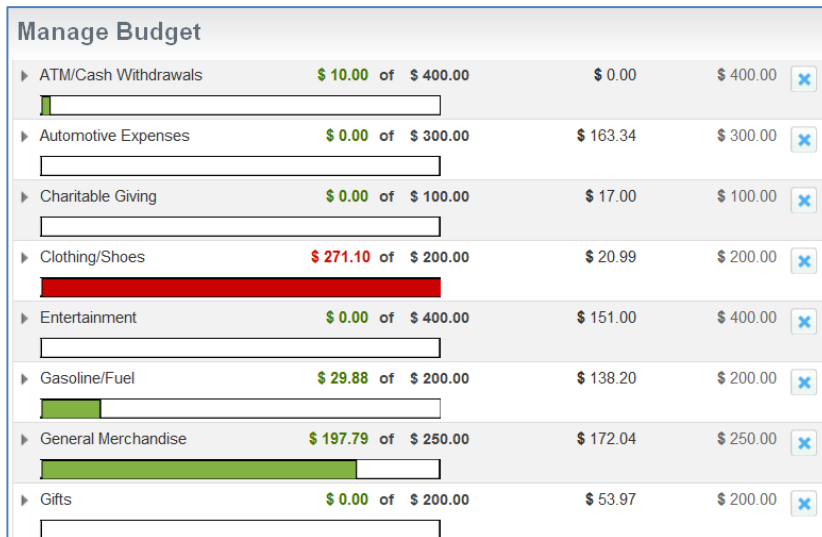 Manage Budget
ATM/Cash Withdrawals $ 10.00 of $ 400.00 $ 0.00 $ 400.00
Automotive Expenses $ 0.00 of $ 300.00 $ 163.34 $ 300.00
Charitable Giving $ 0.00 of $ 100.00 $ 17.00 $ 100.00
Clothing/Shoes $ 271.10 of $ 200.00 $ 20.99 $ 200.00
Entertainment $ 0.00 of $ 400.00 $ 151.00 $ 400.00
Gasoline/Fuel $ 29.88 of $ 200.00 $ 138.20 $ 200.00
General Merchandise $ 197.79 of $ 250.00 $ 172.04 $ 250.00
Gifts $ 0.00 of $ 200.00 $ 53.97 $ 200.00